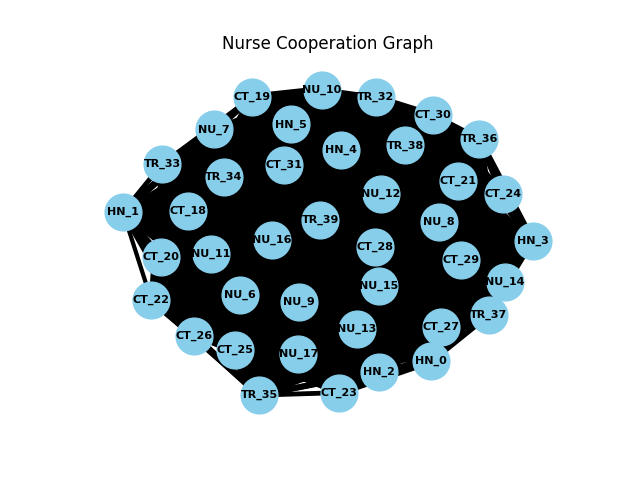 Nurse Cooperation Graph
NU_10
CT_19
TR_32
CT_30
HN_5
NU_7
TR_36
TR_38
HN_4
TR_33
CT_31
TR_34
CT_21
NU_12
CT_24
CT_18
HN_1
TR_39
NU_8
NU_16
HN_3
CT_28
NU_11
CT_20
CT_29
NU_14
NU_15
NU_6
CT_22
NU_9
TR_37
CT_27
NU_13
CT_26
CT_25
NU_17
HN_0
HN_2
CT_23
TR_35